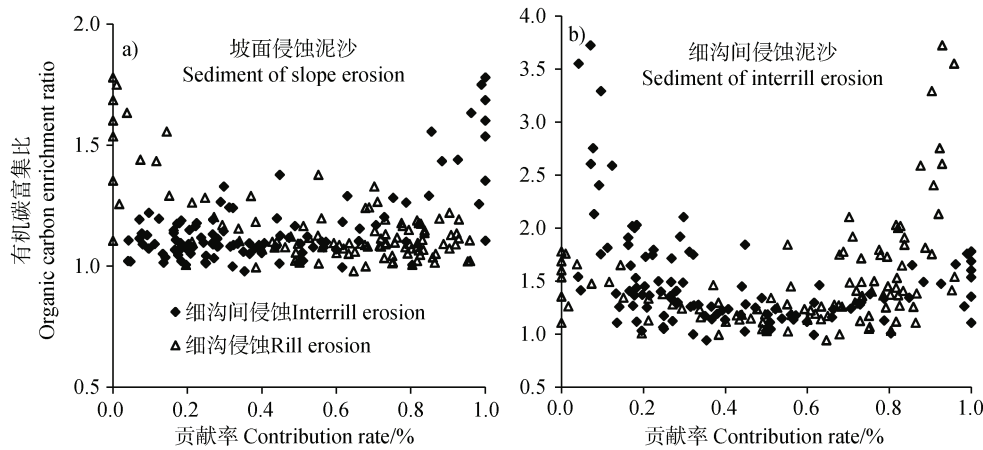 有机碳富集比
Organic carbon enrichment ratio
2.0
1.5
1.0
0.5
a)
坡面侵蚀泥沙
Sediment of slope erosion
细沟间侵蚀Interrill erosion
细沟侵蚀Rill erosion
0.0 0.2 0.4 0.6 0.8 1.0
贡献率 Contribution rate/%
4.0
3.5
3.0
2.5
2.0
1.5
1.0
0.5
b)
细沟间侵蚀泥沙
Sediment of interrill erosion
0.0 0.2 0.4 0.6 0.8 1.0
贡献率 Contribution rate/%